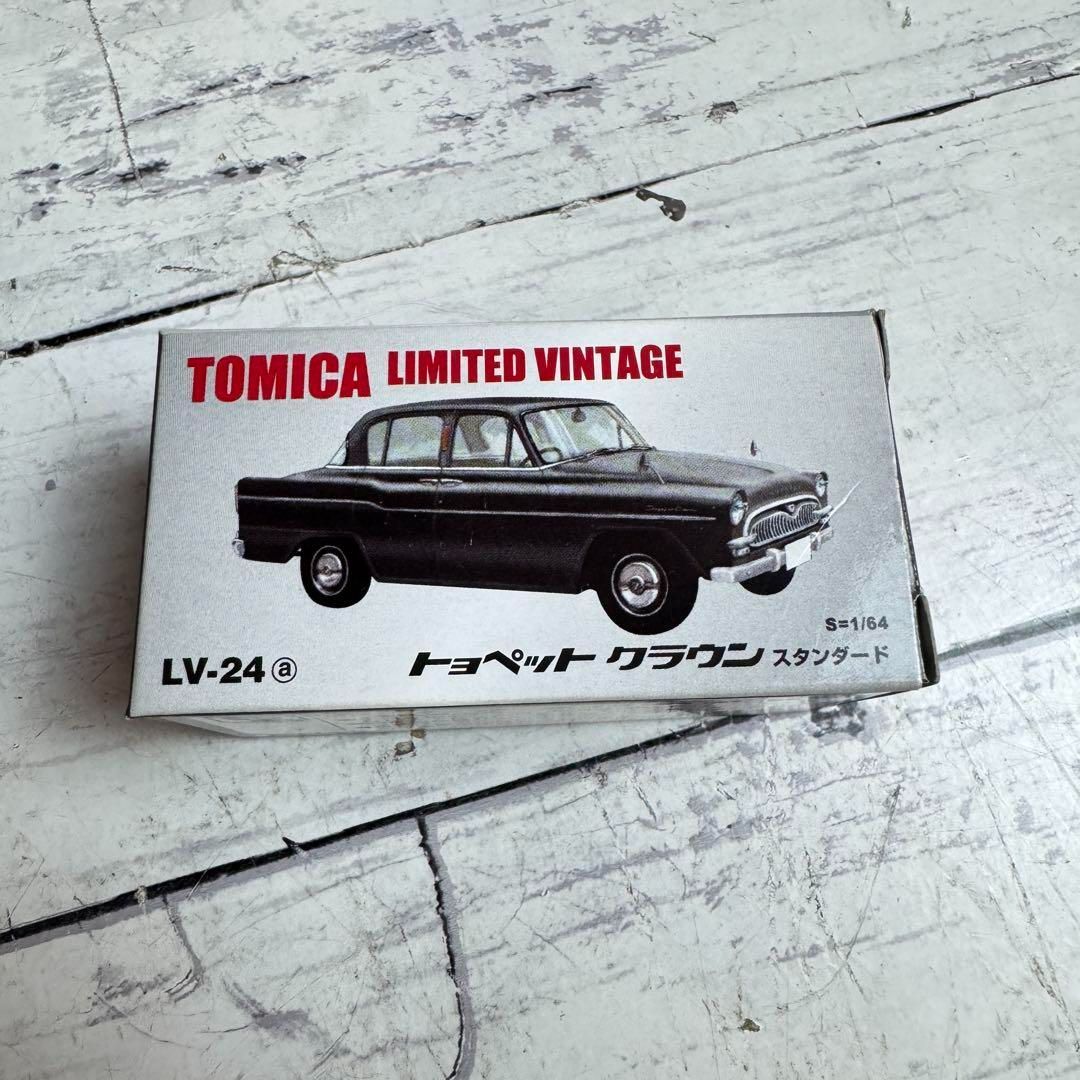 TOMICA LIMITED VINTAGE
S=1/64
LV-24 ⓐ トヨペット クラウン スタンダード